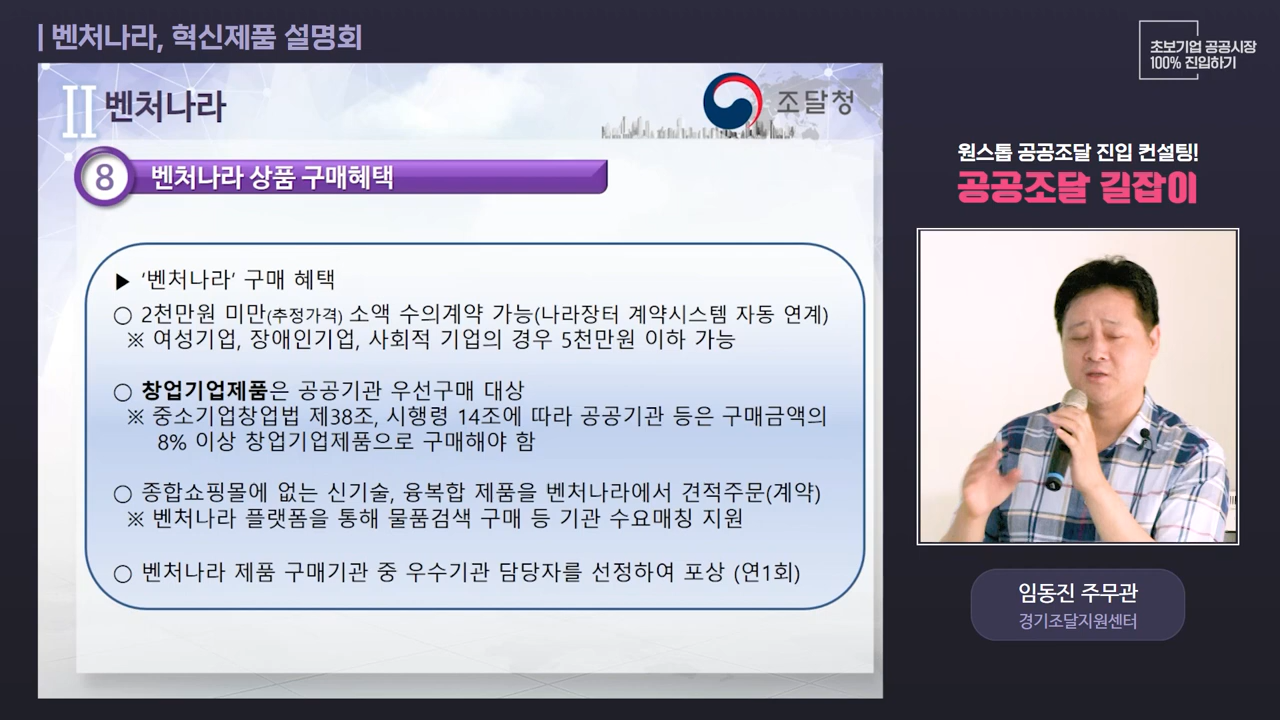 | 벤처나라, 혁신제품 설명회
초보기업 공공시장
100% 진입하기
Ⅱ 벤처나라
조달청
8 벤처나라 상품 구매혜택
▶ ‘벤처나라’ 구매 혜택
○ 2천만원 미만(추정가격) 소액 수의계약 가능(나라장터 계약시스템 자동 연계)
※ 여성기업, 장애인기업, 사회적 기업의 경우 5천만원 이하 가능
○ 창업기업제품은 공공기관 우선구매 대상
※ 중소기업창업법 제38조, 시행령 14조에 따라 공공기관 등은 구매금액의
8% 이상 창업기업제품으로 구매해야 함
○ 종합쇼핑몰에 없는 신기술, 융복합 제품을 벤처나라에서 견적주문(계약)
※ 벤처나라 플랫폼을 통해 물품검색 구매 등 기관 수요매칭 지원
○ 벤처나라 제품 구매기관 중 우수기관 담당자를 선정하여 포상 (연1회)
원스톱 공공조달 진입 컨설팅!
공공조달 길잡이
임동진 주무관
경기조달지원센터